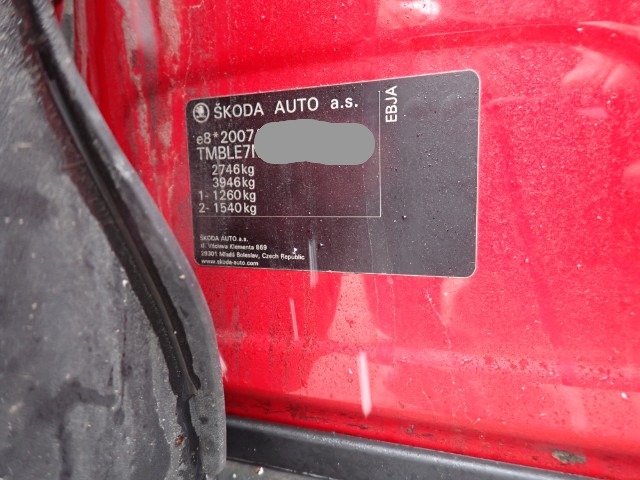 ŠKODA AUTO a.s.
EBJA
e8*2007
TMBLE7
2746kg
3946kg
1- 1260kg
2- 1540kg
ŠKODA AUTO a.s.
tř. Václava Klementa 869
29301 Mladá Boleslav, Czech Republic
www.skoda-auto.com